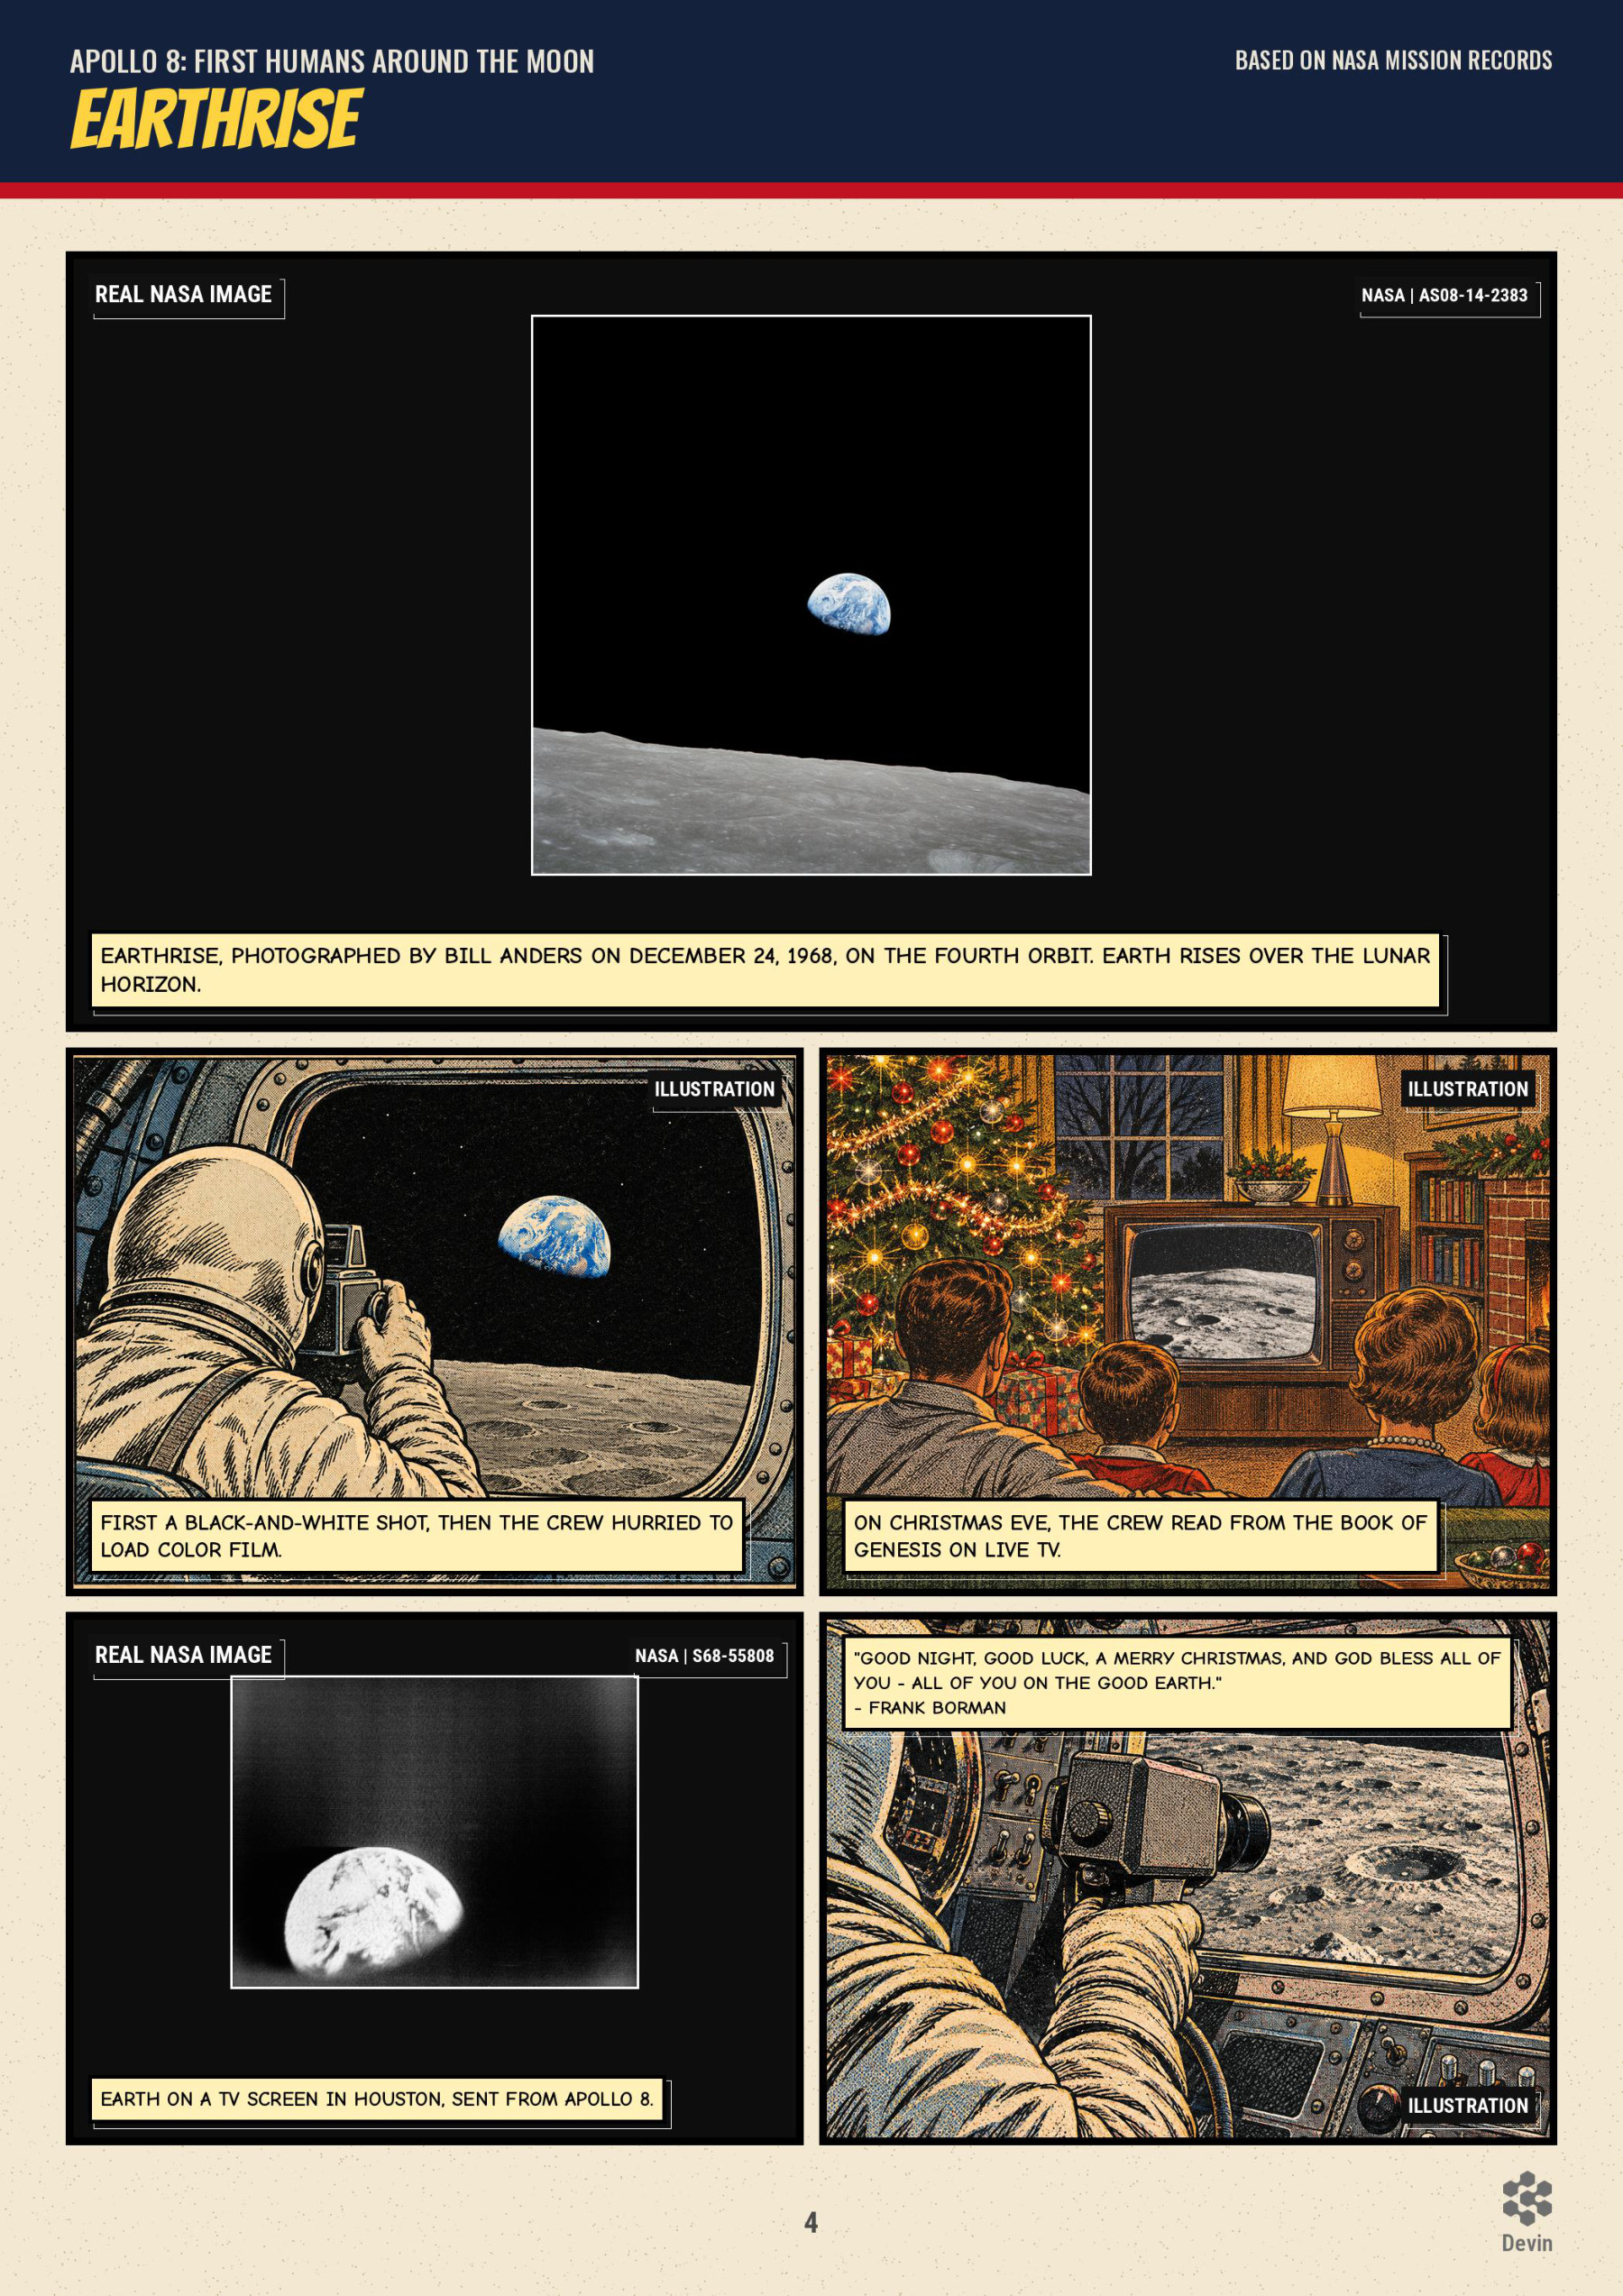 APOLLO 8: FIRST HUMANS AROUND THE MOON
BASED ON NASA MISSION RECORDS
EARTHRISE
REAL NASA IMAGE
NASA | AS08-14-2383
EARTHRISE, PHOTOGRAPHED BY BILL ANDERS ON DECEMBER 24, 1968, ON THE FOURTH ORBIT. EARTH RISES OVER THE LUNAR
HORIZON.
ILLUSTRATION
FIRST A BLACK-AND-WHITE SHOT, THEN THE CREW HURRIED TO
LOAD COLOR FILM.
ILLUSTRATION
ON CHRISTMAS EVE, THE CREW READ FROM THE BOOK OF
GENESIS ON LIVE TV.
REAL NASA IMAGE
NASA | S68-55808
EARTH ON A TV SCREEN IN HOUSTON, SENT FROM APOLLO 8.
"GOOD NIGHT, GOOD LUCK, A MERRY CHRISTMAS, AND GOD BLESS ALL OF
YOU - ALL OF YOU ON THE GOOD EARTH."
- FRANK BORMAN
ILLUSTRATION
4
Devin